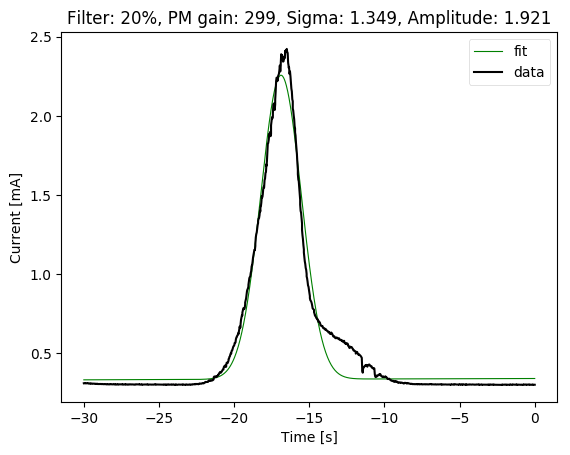 Filter: 20%, PM gain: 299, Sigma: 1.349, Amplitude: 1.921
fit
data
Current [mA]
2.5
2.0
1.5
1.0
0.5
−30
−25
−20
−15
−10
−5
0
Time [s]